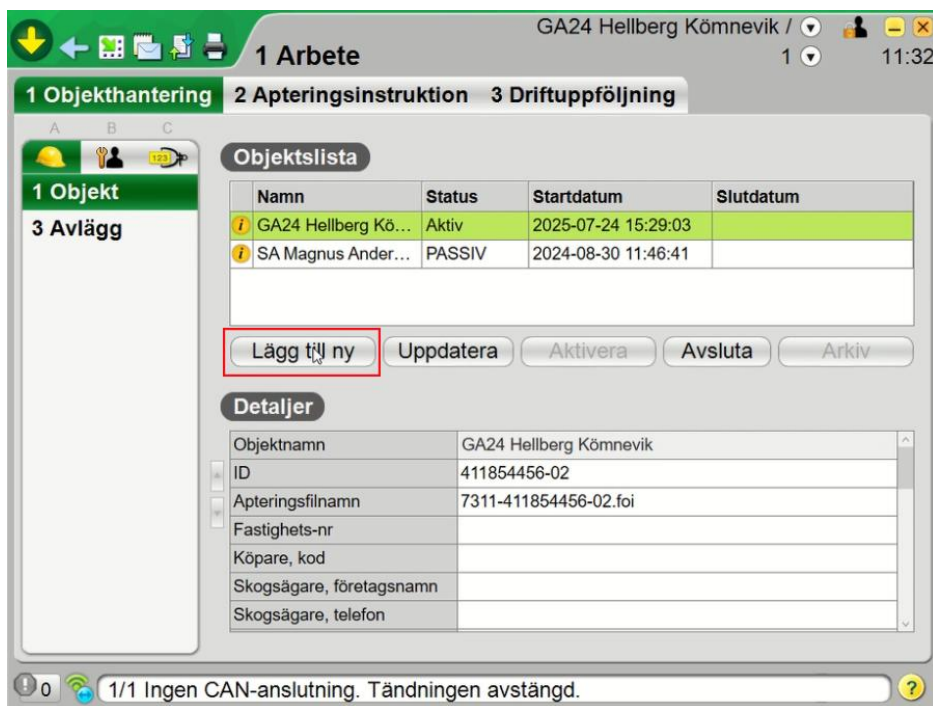 GA24 Hellberg Kömnevik /
1 Arbete
1
11:32
1 Objekthantering 2 Apteringsinstruktion 3 Driftuppföljning
A B C
123
1 Objekt
3 Avlägg
Objektslista
Namn Status Startdatum Slutdatum
GA24 Hellberg Kö... Aktiv 2025-07-24 15:29:03
SA Magnus Ander... PASSIV 2024-08-30 11:46:41
Lägg till ny Uppdatera Aktivera Avsluta Arkiv
Detaljer
Objektnamn GA24 Hellberg Kömnevik
ID 411854456-02
Apteringsfilnamn 7311-411854456-02.foi
Fastighets-nr
Köpare, kod
Skogsägare, företagsnamn
Skogsägare, telefon
0 1/1 Ingen CAN-anslutning. Tändningen avstängd. ?